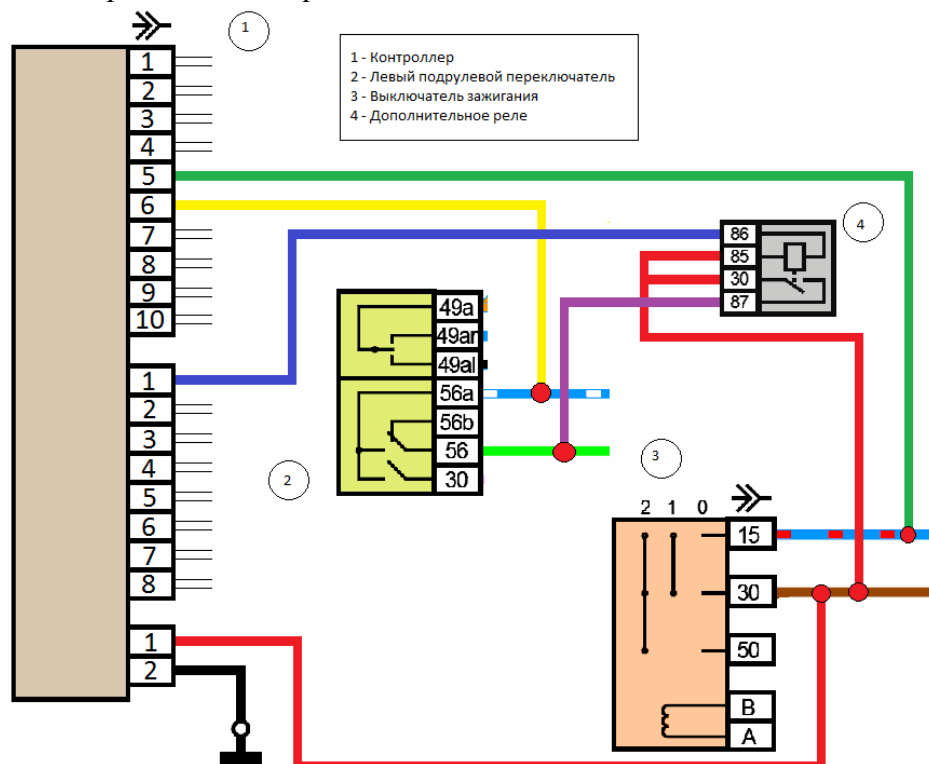 1
1 - Контроллер
2 - Левый подрулевой переключатель
3 - Выключатель зажигания
4 - Дополнительное реле
1
2
3
4
5
6
7
8
9
10
4
86
85
30
87
49a
49ar
49al
56a
56b
56
30
2
1
2
3
4
5
6
7
8
3
2 1 0
15
30
50
B
A
1
2